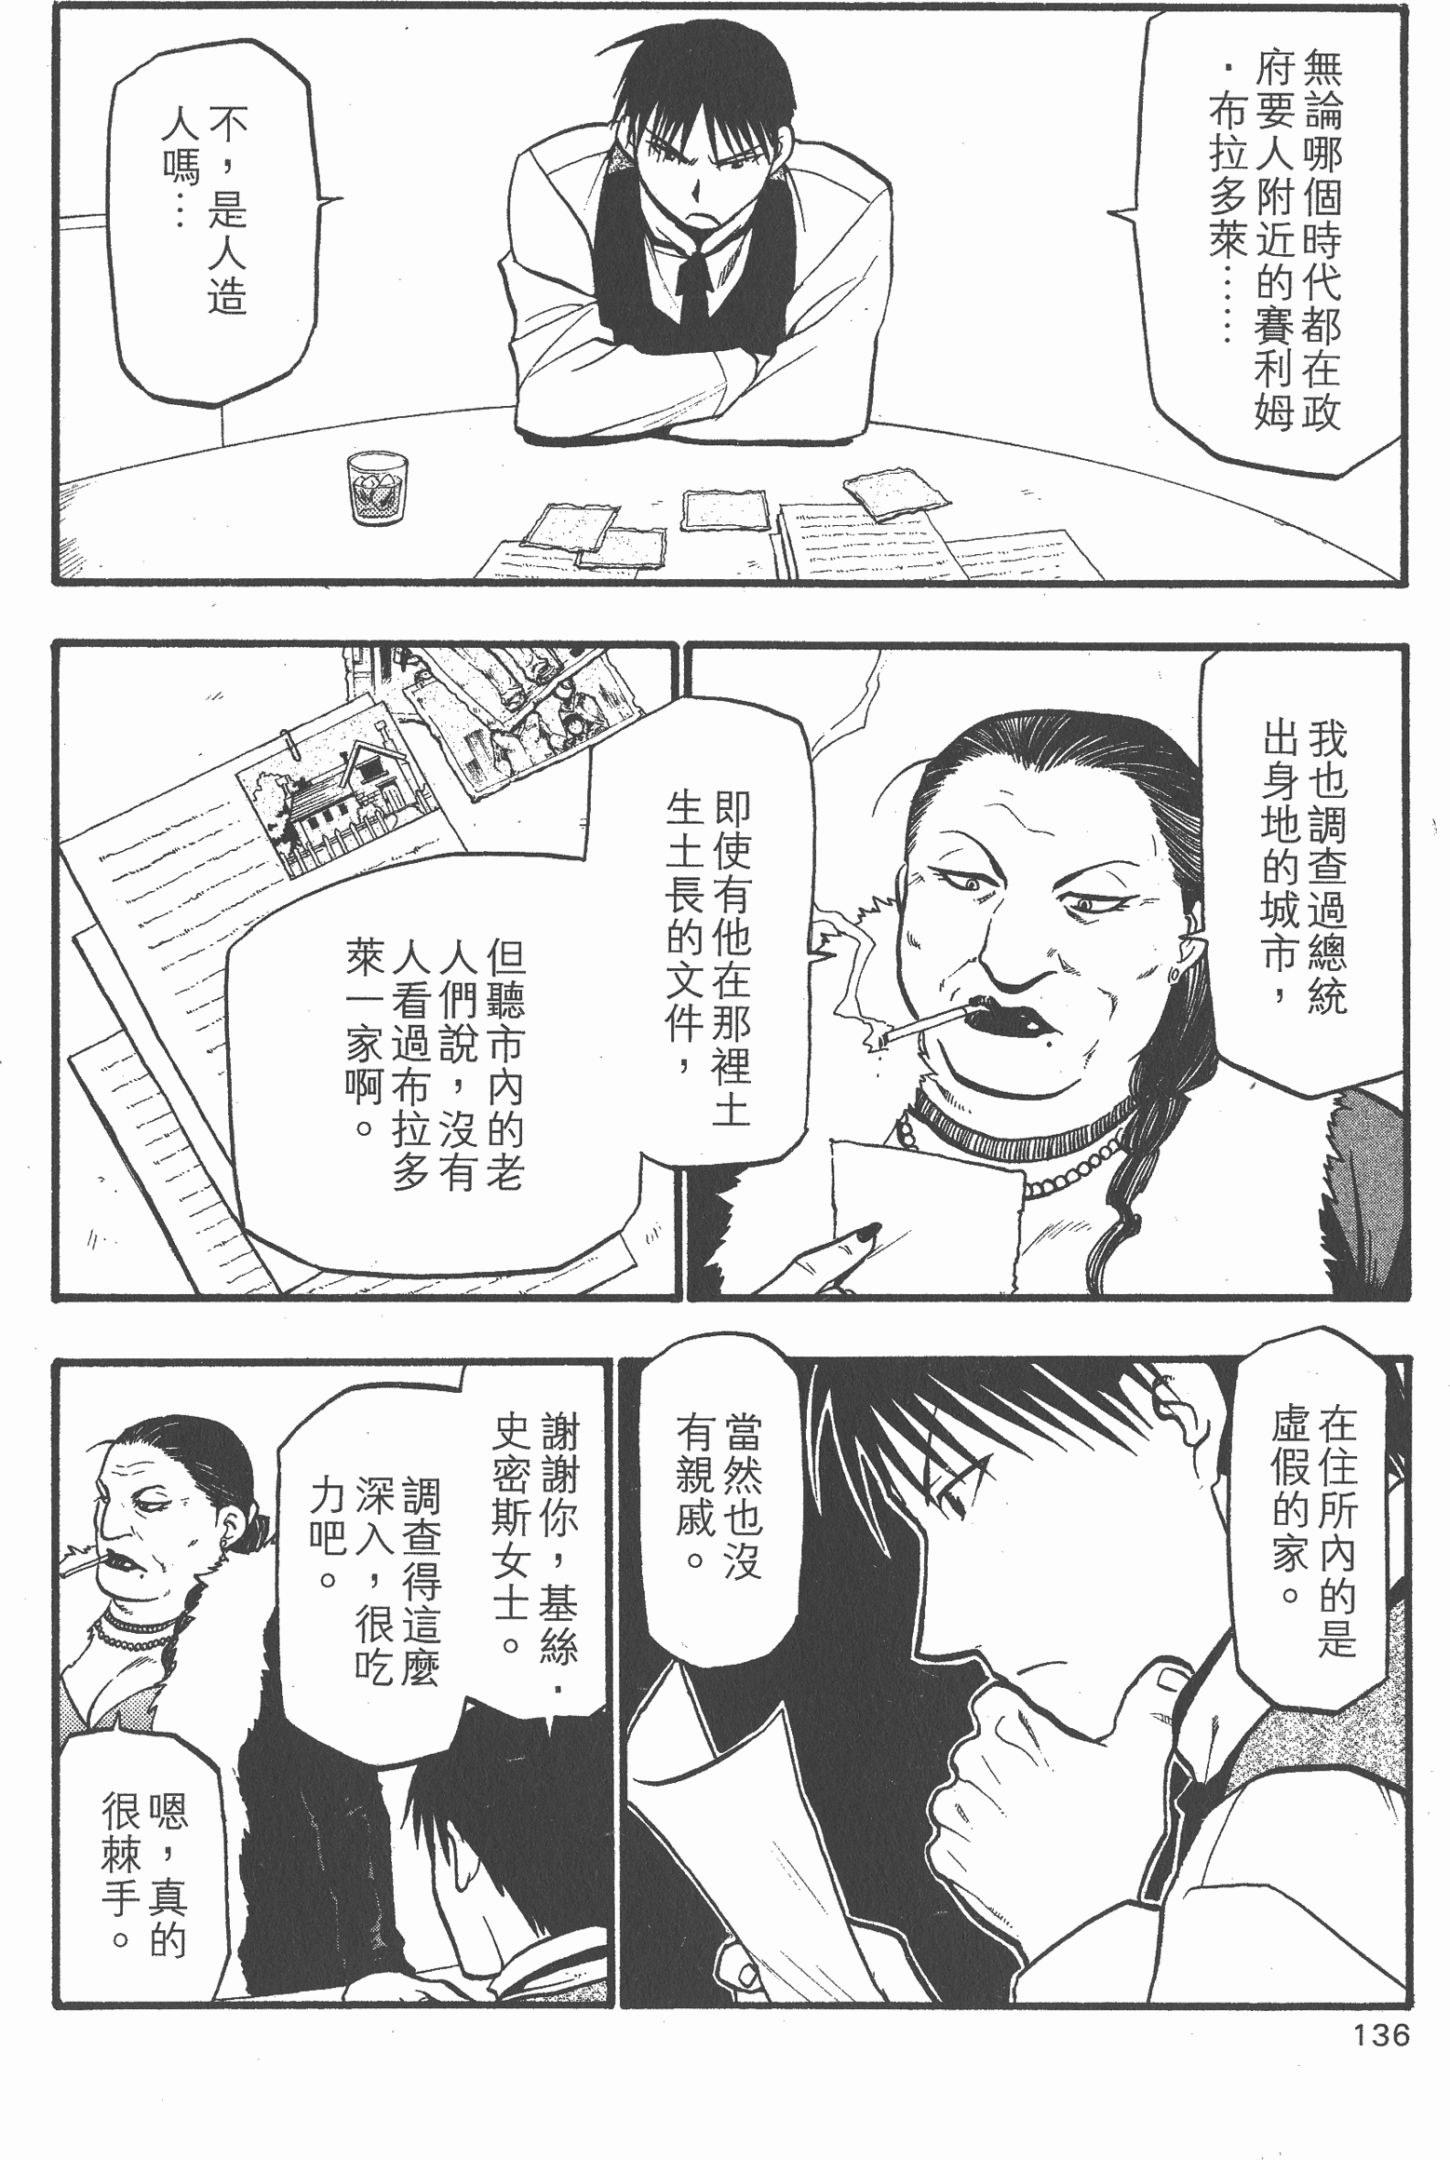 無論哪個時代都在政
府要人附近的賽利姆
．布拉多萊……
不，是人造
人嗎…
我也調查過總統
出身地的城市，
即使有他在那裡土
生土長的文件，
但聽市內的老
人們說，沒有
人看過布拉多
萊一家啊。
在住所內的是
虛假的家。
當然也沒
有親戚。
謝謝你，基絲．
史密斯女士。
調查得這麼
深入，很吃
力吧。
嗯，真的
很棘手。
136